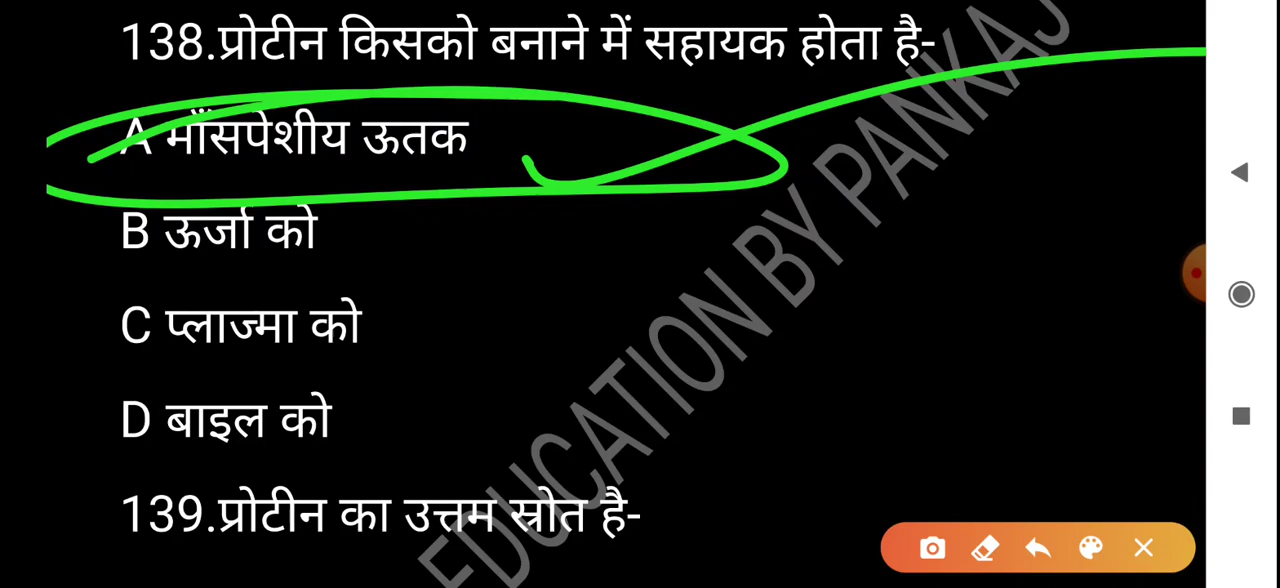 138.प्रोटीन किसको बनाने में सहायक होता है-
A माँसपेशीय ऊतक
B ऊर्जा को
C प्लाज्मा को
D बाइल को
139.प्रोटीन का उत्तम स्रोत है-
EDUCATION BY PANKAJ